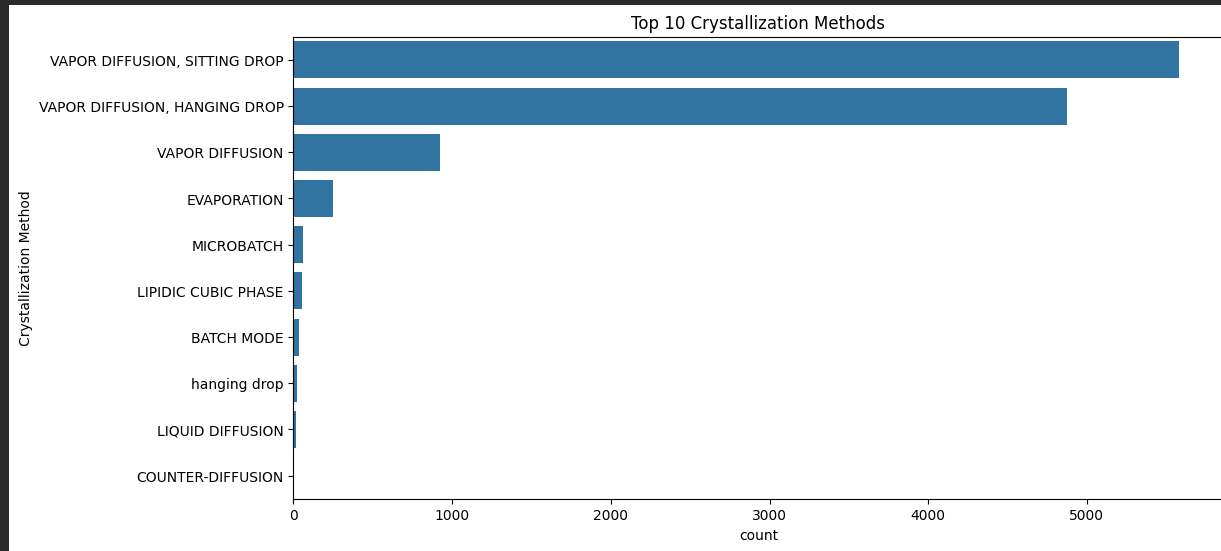 Top 10 Crystallization Methods
VAPOR DIFFUSION, SITTING DROP
VAPOR DIFFUSION, HANGING DROP
VAPOR DIFFUSION
EVAPORATION
MICROBATCH
LIPIDIC CUBIC PHASE
BATCH MODE
hanging drop
LIQUID DIFFUSION
COUNTER-DIFFUSION
Crystallization Method
0 1000 2000 3000 4000 5000
count